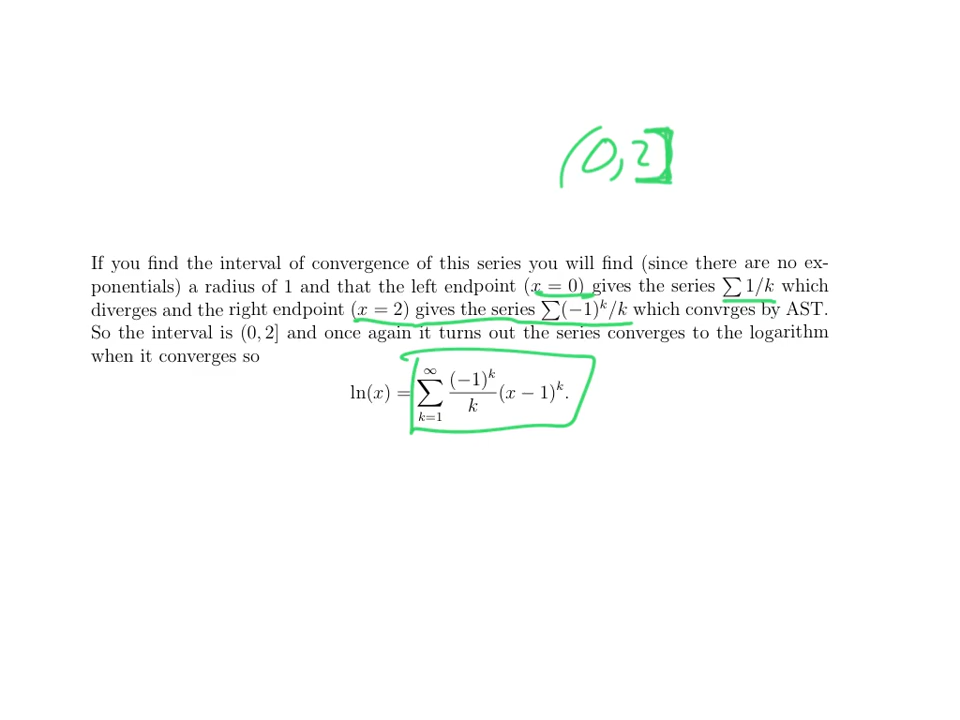 (0,2]
If you find the interval of convergence of this series you will find (since there are no ex-
ponentials) a radius of 1 and that the left endpoint (x = 0) gives the series ∑ 1/k which
diverges and the right endpoint (x = 2) gives the series ∑(−1)^k/k which convrges by AST.
So the interval is (0, 2] and once again it turns out the series converges to the logarithm
when it converges so
ln(x) = ∑_{k=1}^{∞} \frac{(−1)^k}{k}(x − 1)^k.